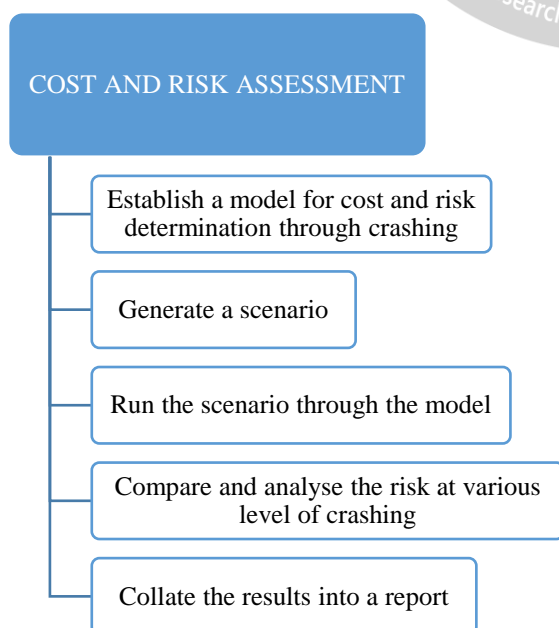 search
COST AND RISK ASSESSMENT
Establish a model for cost and risk
determination through crashing
Generate a scenario
Run the scenario through the model
Compare and analyse the risk at various
level of crashing
Collate the results into a report